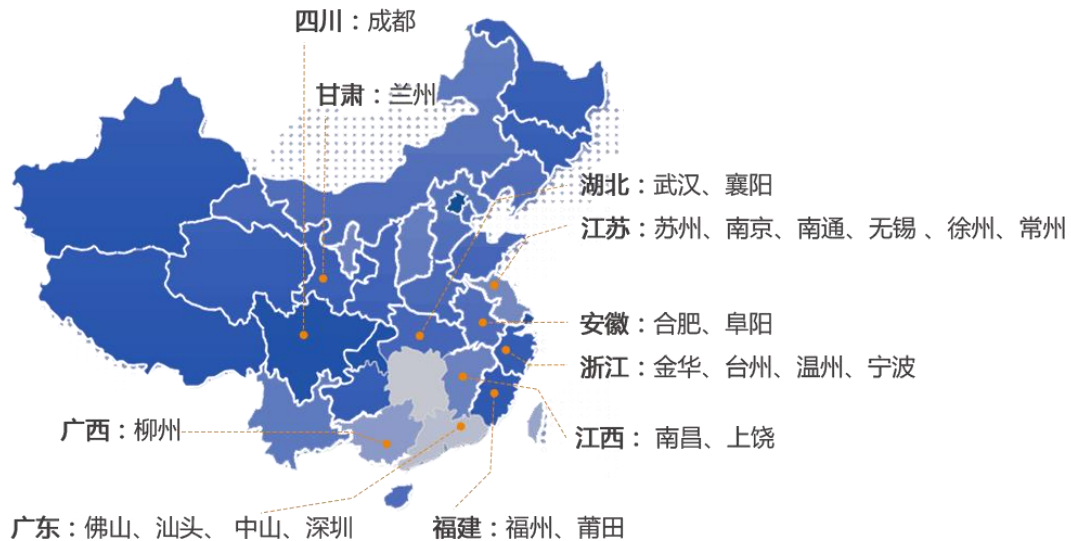 四川：成都
甘肃：兰州
湖北：武汉、襄阳
江苏：苏州、南京、南通、无锡 、徐州、常州
安徽：合肥、阜阳
浙江：金华、台州、温州、宁波
广西：柳州
江西： 南昌、上饶
广东：佛山、汕头、 中山、深圳
福建：福州、莆田